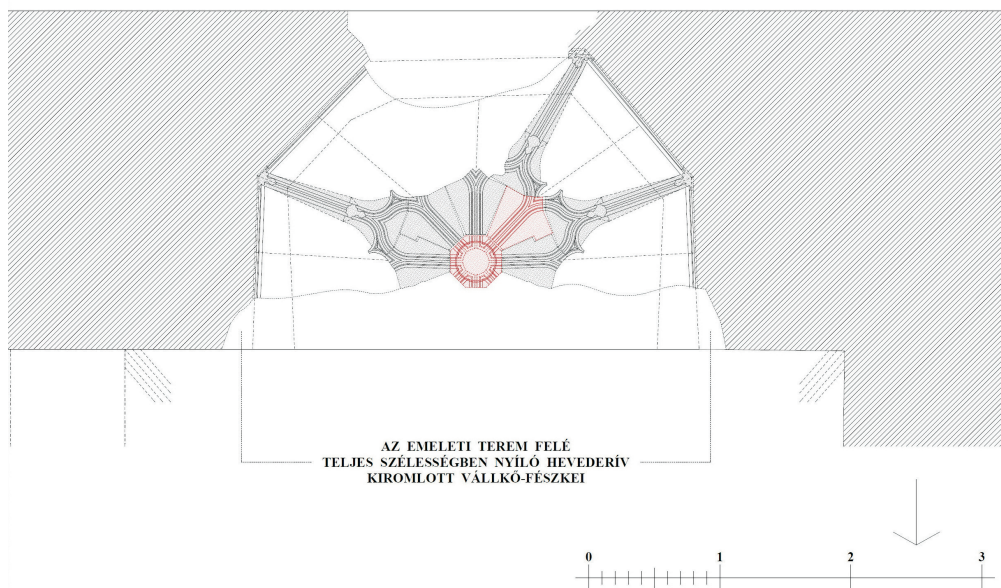 AZ EMELETI TEREM FELÉ
TELJES SZÉLESSÉGBEN NYÍLÓ HEVEDERÍV
KIROMLOTT VÁLLKŐ-FÉSZKEI
0 1 2 3